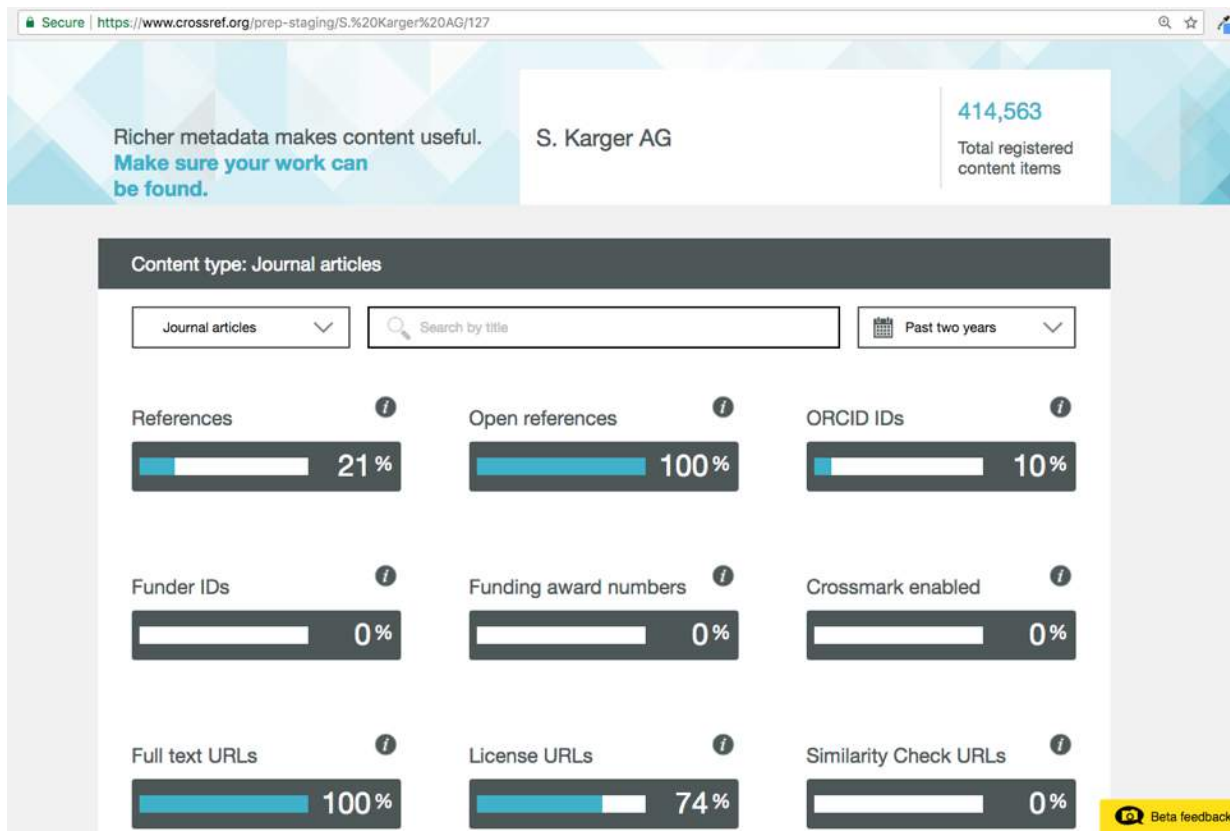 Secure | https://www.crossref.org/prep-staging/S.%20Karger%20AG/127
Richer metadata makes content useful.
Make sure your work can
be found.
S. Karger AG
414,563
Total registered
content items
Content type: Journal articles
Journal articles
Search by title
Past two years
References
Open references
ORCID IDs
21%
100%
10%
Funder IDs
Funding award numbers
Crossmark enabled
0%
0%
0%
Full text URLs
License URLs
Similarity Check URLs
100%
74%
0%
Beta feedback